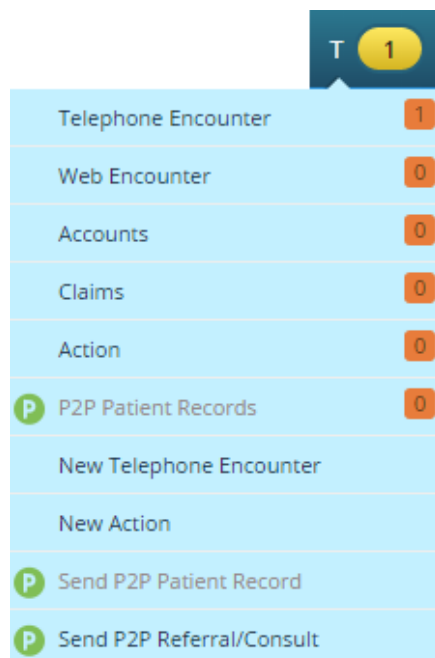 T 1
Telephone Encounter 1
Web Encounter 0
Accounts 0
Claims 0
Action 0
P P2P Patient Records 0
New Telephone Encounter
New Action
P Send P2P Patient Record
P Send P2P Referral/Consult